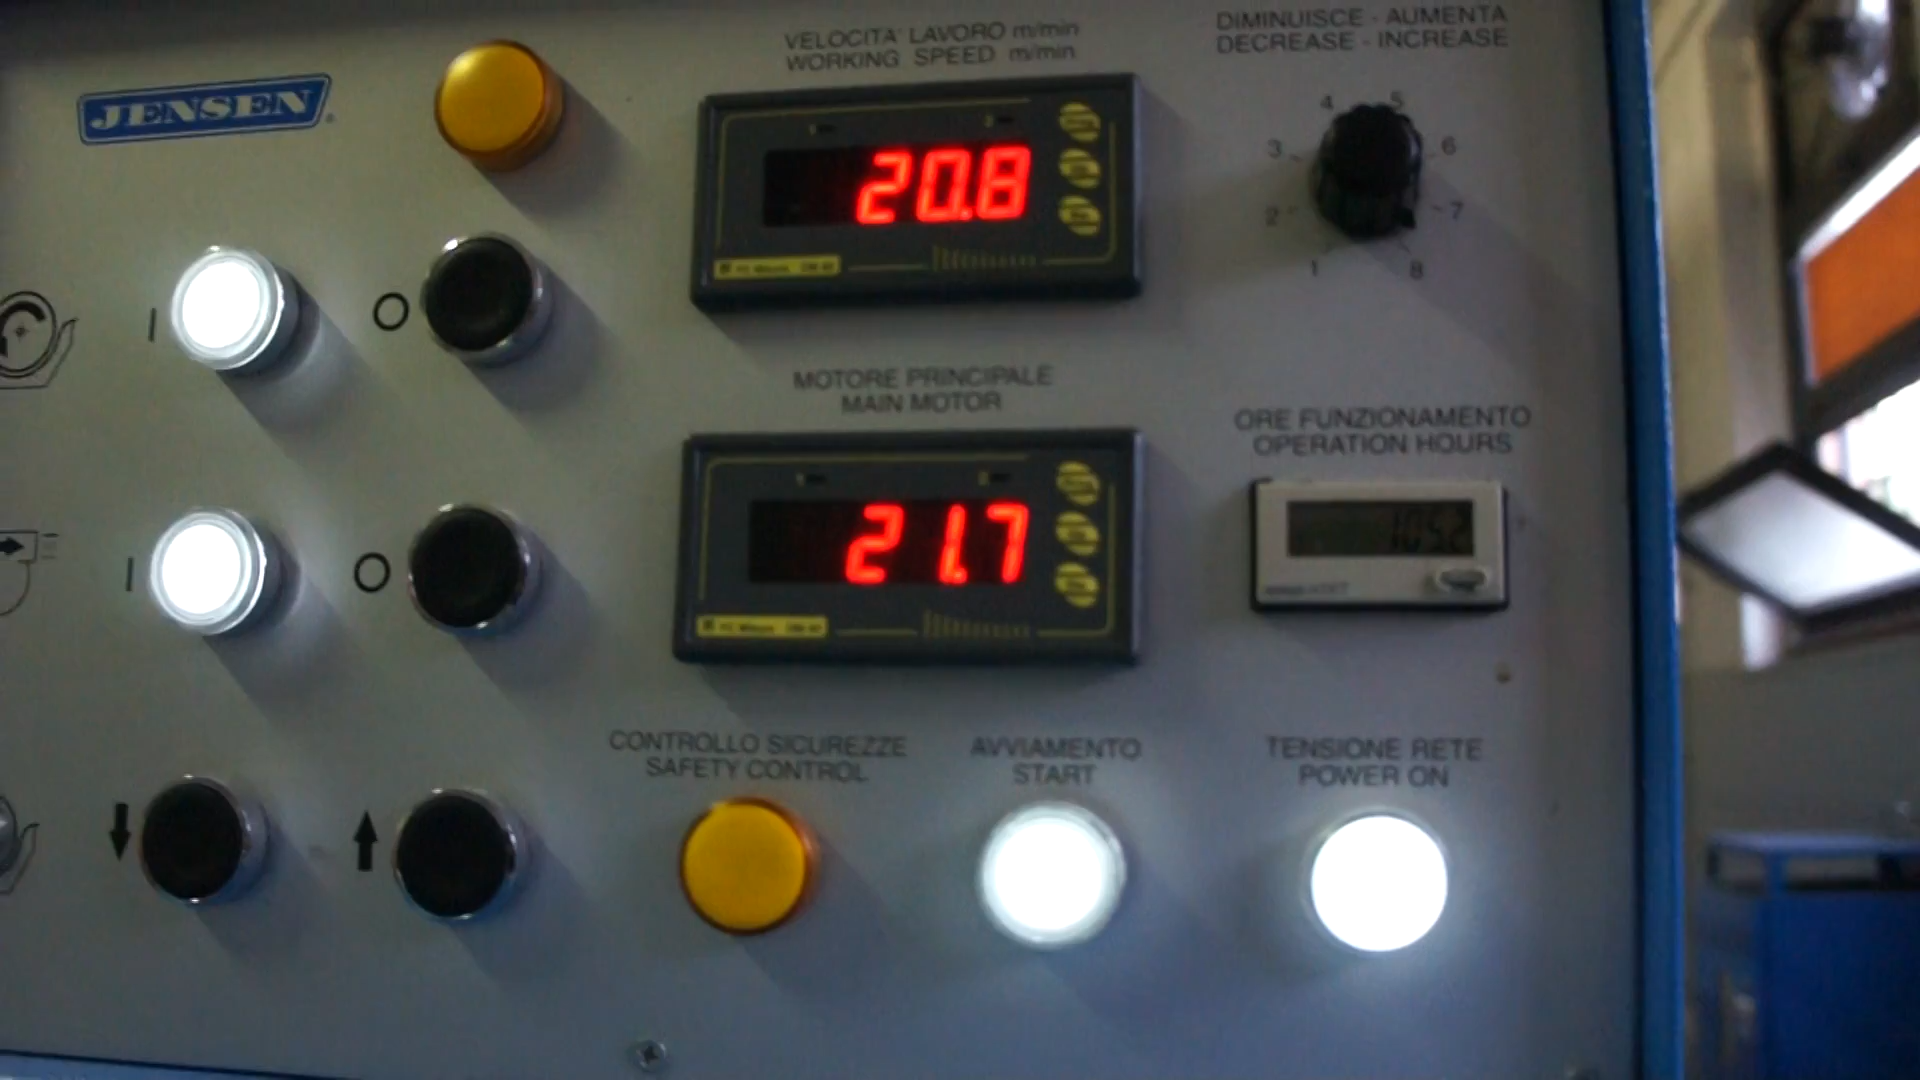 JENSEN
VELOCITA' LAVORO m/min
WORKING SPEED m/min
20.8
DIMINUISCE - AUMENTA
DECREASE - INCREASE
1
2
3
4
5
6
7
8
I
O
MOTORE PRINCIPALE
MAIN MOTOR
21.7
ORE FUNZIONAMENTO
OPERATION HOURS
I
O
CONTROLLO SICUREZZE
SAFETY CONTROL
AVVIAMENTO
START
TENSIONE RETE
POWER ON